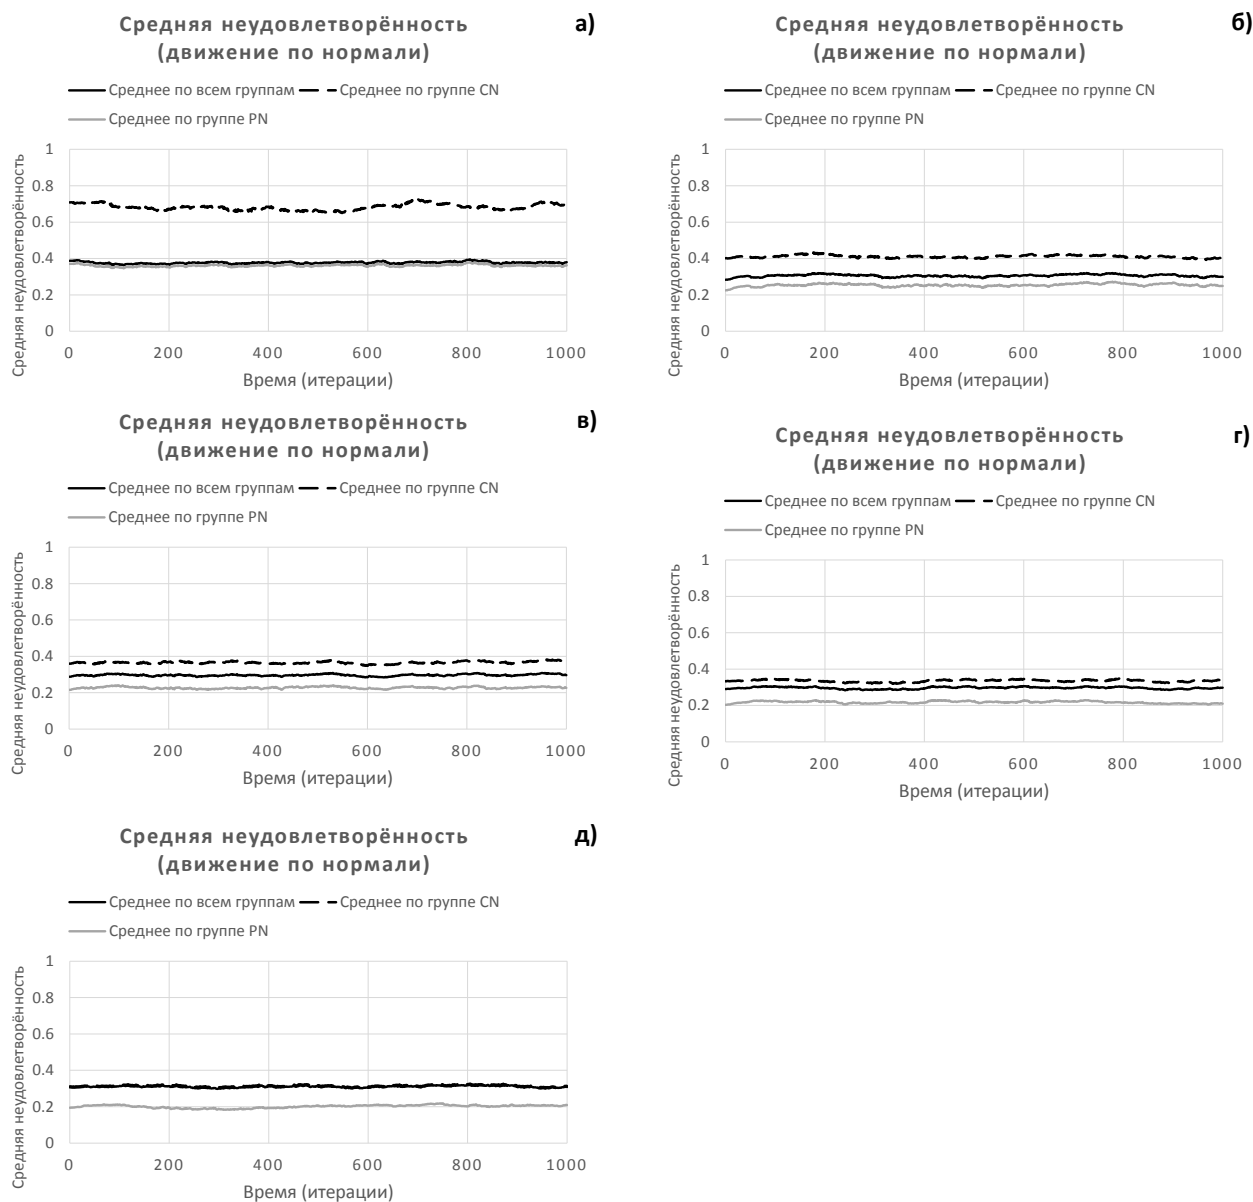 Средняя неудовлетворённость
(движение по нормали)
а)
Среднее по всем группам
Среднее по группе CN
Среднее по группе PN
Средняя неудовлетворённость
1
0.8
0.6
0.4
0.2
0
0 200 400 600 800 1000
Время (итерации)
Средняя неудовлетворённость
(движение по нормали)
б)
Среднее по всем группам
Среднее по группе CN
Среднее по группе PN
Средняя неудовлетворённость
1
0.8
0.6
0.4
0.2
0
0 200 400 600 800 1000
Время (итерации)
Средняя неудовлетворённость
(движение по нормали)
в)
Среднее по всем группам
Среднее по группе CN
Среднее по группе PN
Средняя неудовлетворённость
1
0.8
0.6
0.4
0.2
0
0 200 400 600 800 1000
Время (итерации)
Средняя неудовлетворённость
(движение по нормали)
г)
Среднее по всем группам
Среднее по группе CN
Среднее по группе PN
Средняя неудовлетворённость
1
0.8
0.6
0.4
0.2
0
0 200 400 600 800 1000
Время (итерации)
Средняя неудовлетворённость
(движение по нормали)
д)
Среднее по всем группам
Среднее по группе CN
Среднее по группе PN
Средняя неудовлетворённость
1
0.8
0.6
0.4
0.2
0
0 200 400 600 800 1000
Время (итерации)